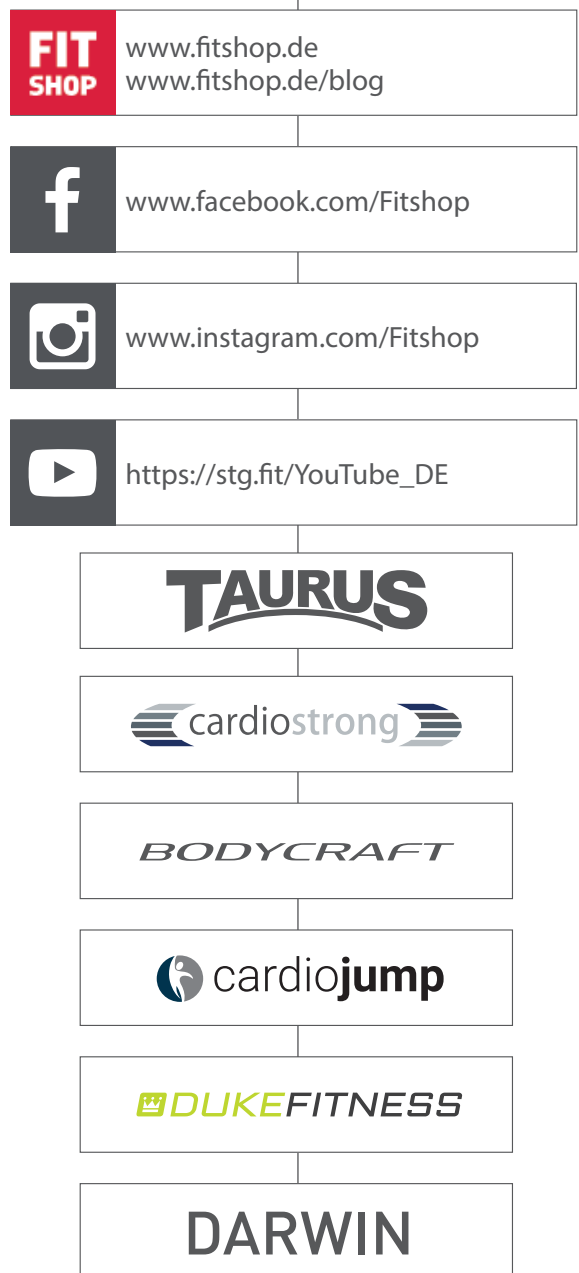 FIT
SHOP
www.fitshop.de
www.fitshop.de/blog
f
www.facebook.com/Fitshop
www.instagram.com/Fitshop
https://stg.fit/YouTube_DE
TAURUS
cardiostrong
BODYCRAFT
cardiojump
DUKEFITNESS
DARWIN